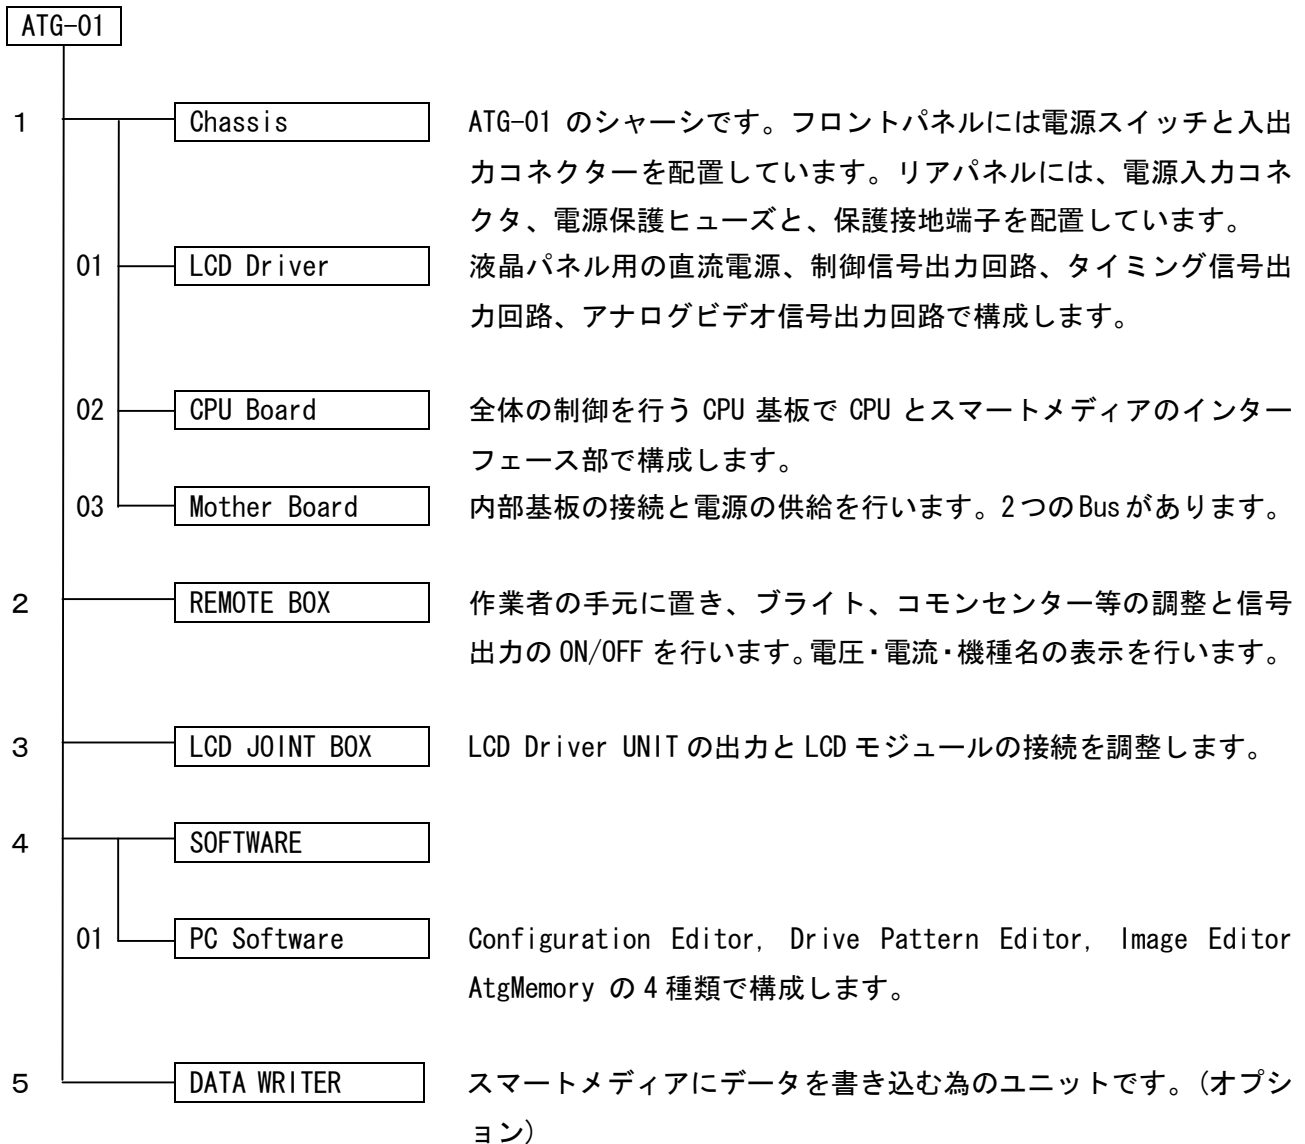 ATG-01
1 Chassis ATG-01 のシャーシです。フロントパネルには電源スイッチと入出
力コネクターを配置しています。リアパネルには、電源入力コネ
クタ、電源保護ヒューズと、保護接地端子を配置しています。
01 LCD Driver 液晶パネル用の直流電源、制御信号出力回路、タイミング信号出
力回路、アナログビデオ信号出力回路で構成します。
02 CPU Board 全体の制御を行う CPU 基板で CPU とスマートメディアのインター
フェース部で構成します。
03 Mother Board 内部基板の接続と電源の供給を行います。2つのBusがあります。
2 REMOTE BOX 作業者の手元に置き、ブライト、コモンセンター等の調整と信号
出力の ON/OFF を行います。電圧・電流・機種名の表示を行います。
3 LCD JOINT BOX LCD Driver UNIT の出力と LCD モジュールの接続を調整します。
4 SOFTWARE
01 PC Software Configuration Editor, Drive Pattern Editor, Image Editor
AtgMemory の 4 種類で構成します。
5 DATA WRITER スマートメディアにデータを書き込む為のユニットです。(オプシ
ョン)